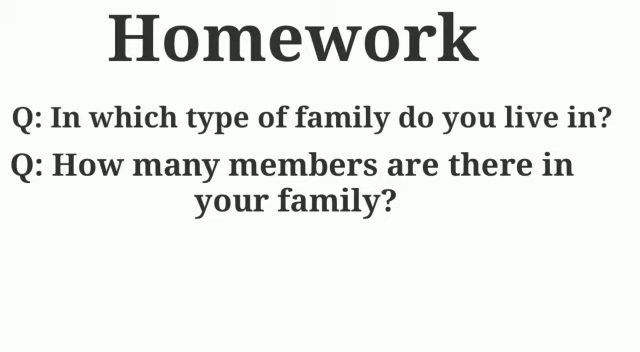 Homework
Q: In which type of family do you live in?
Q: How many members are there in
your family?